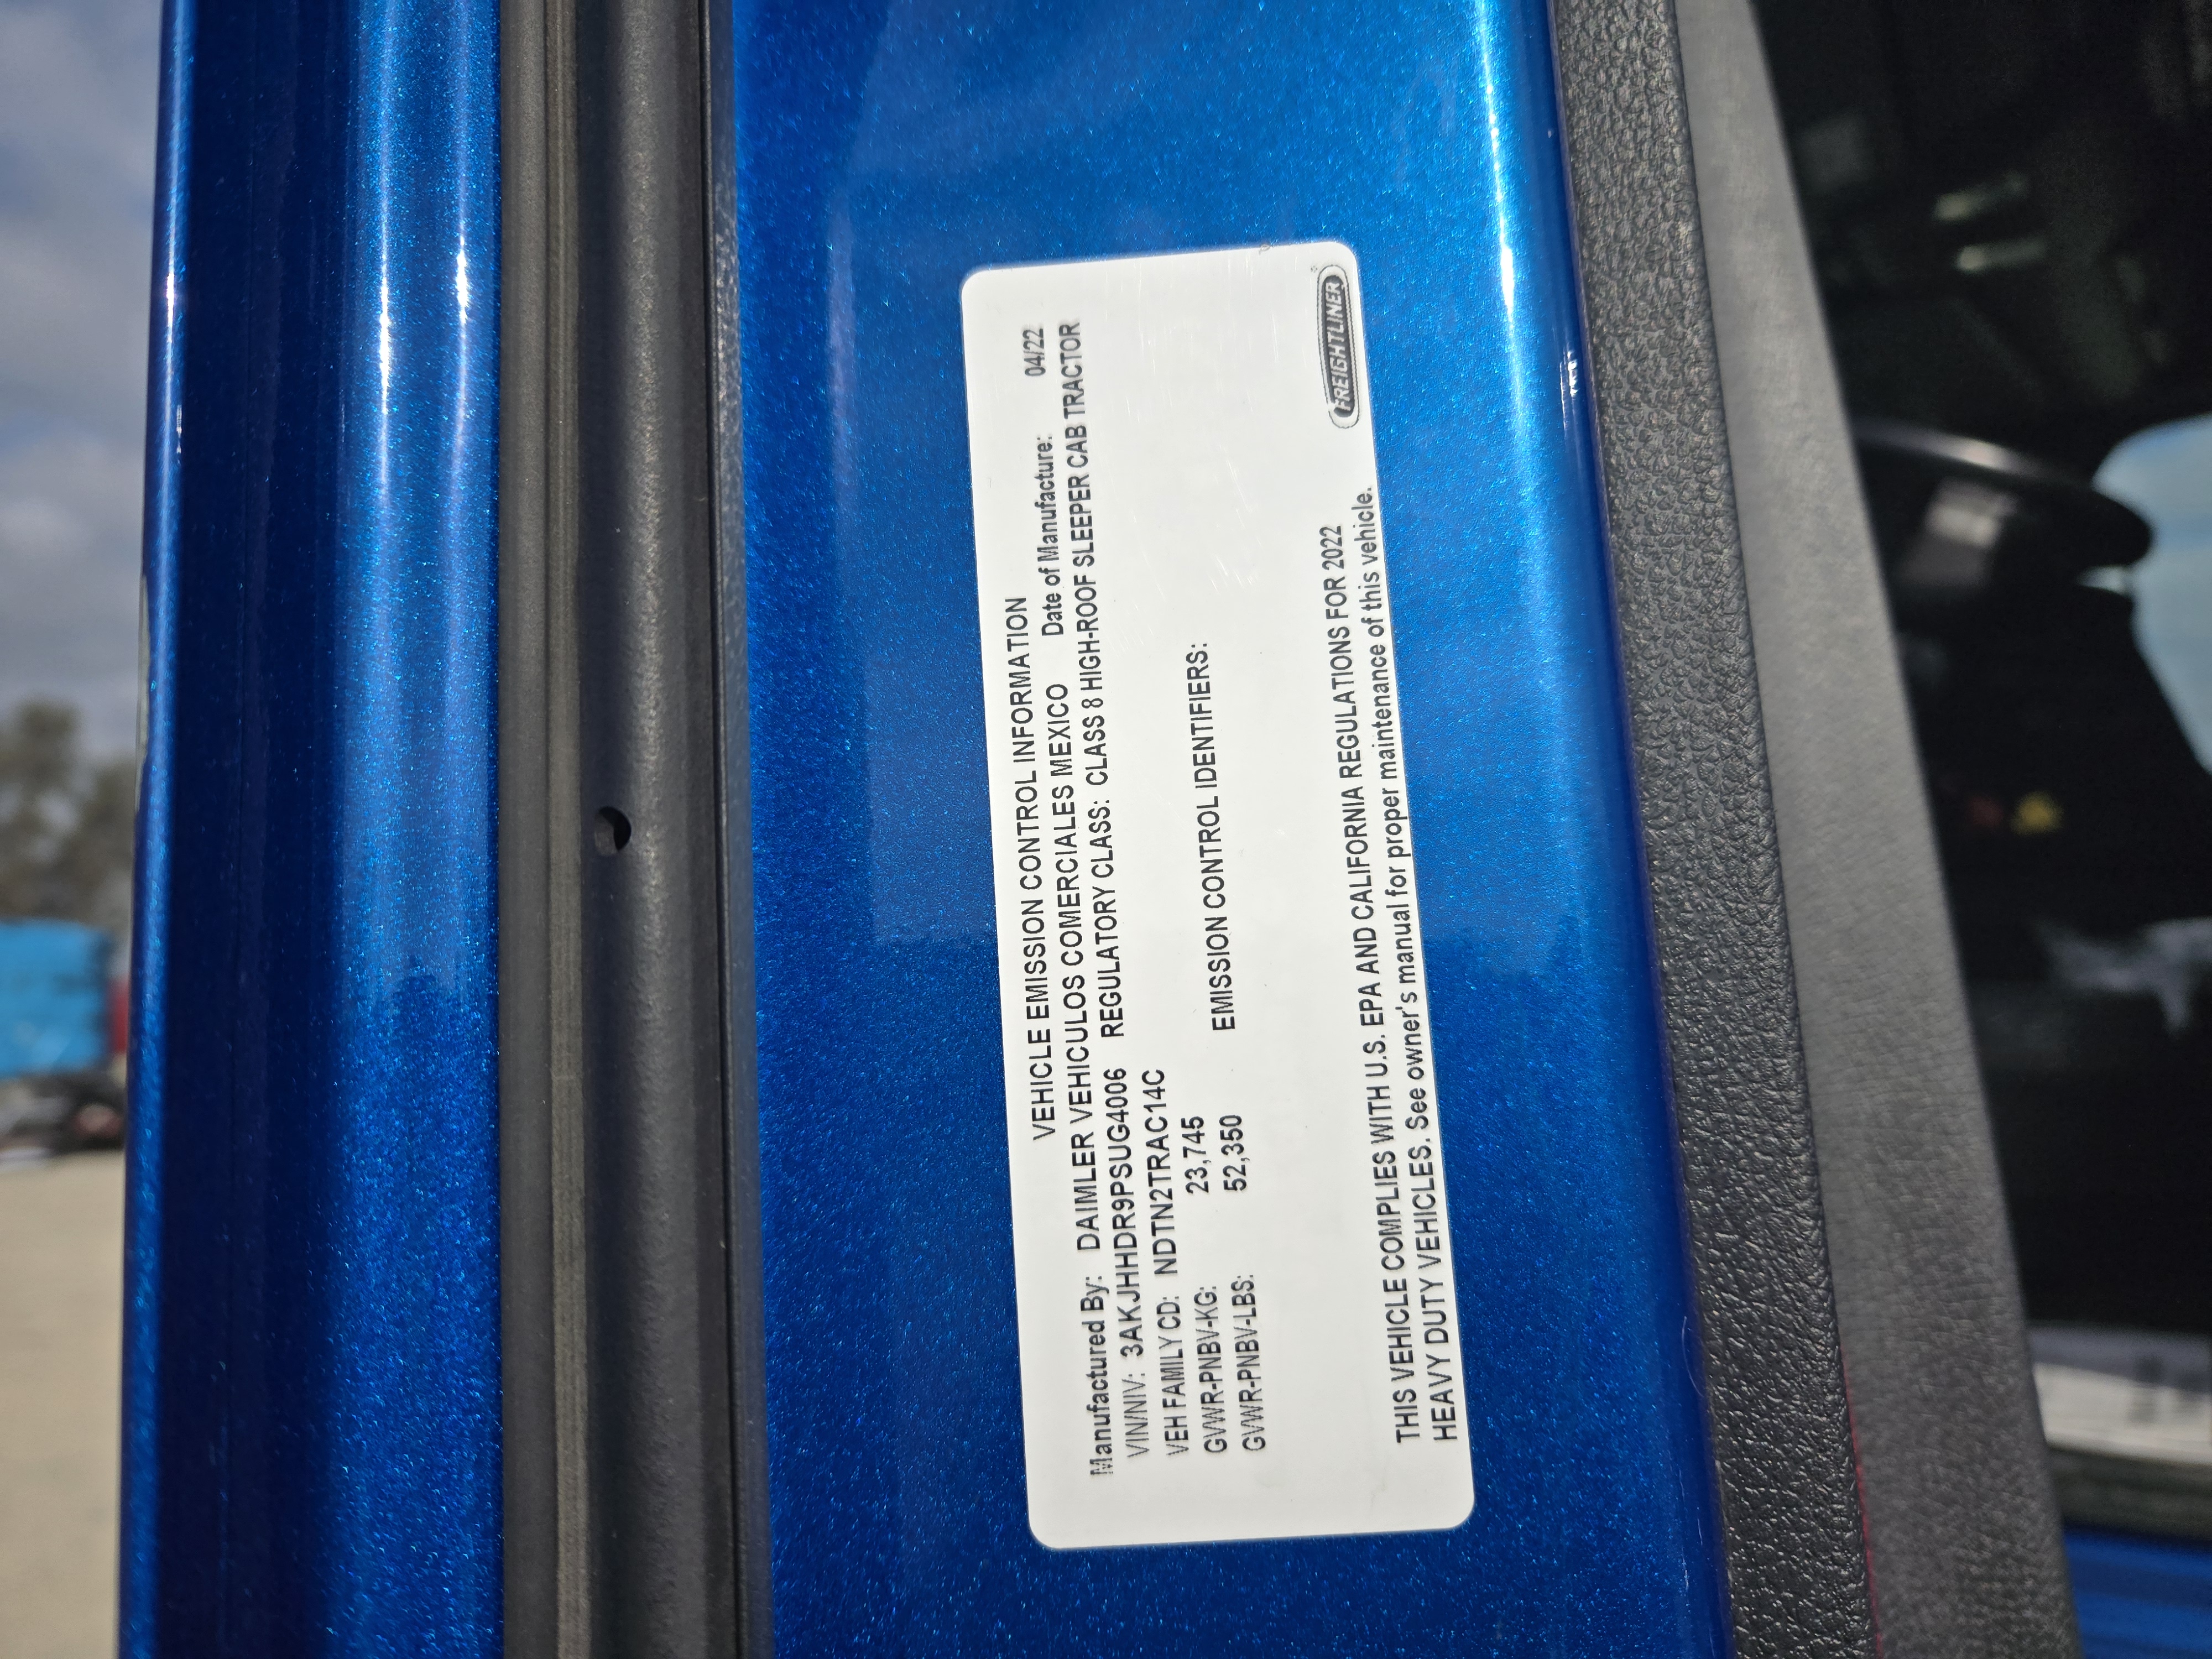 VEHICLE EMISSION CONTROL INFORMATION
Manufactured By: DAIMLER VEHICULOS COMERCIALES MEXICO Date of Manufacture: 04/22
VIN/NIV: 3AKJHHDR9PSUG4006 REGULATORY CLASS: CLASS 8 HIGH-ROOF SLEEPER CAB TRACTOR
VEH FAMILY CD: NDTN2TRAC14C
GVWR-PNBV-KG: 23,745
GVWR-PNBV-LBS: 52,350 EMISSION CONTROL IDENTIFIERS:
THIS VEHICLE COMPLIES WITH U.S. EPA AND CALIFORNIA REGULATIONS FOR 2022
HEAVY DUTY VEHICLES. See owner's manual for proper maintenance of this vehicle.
FREIGHTLINER